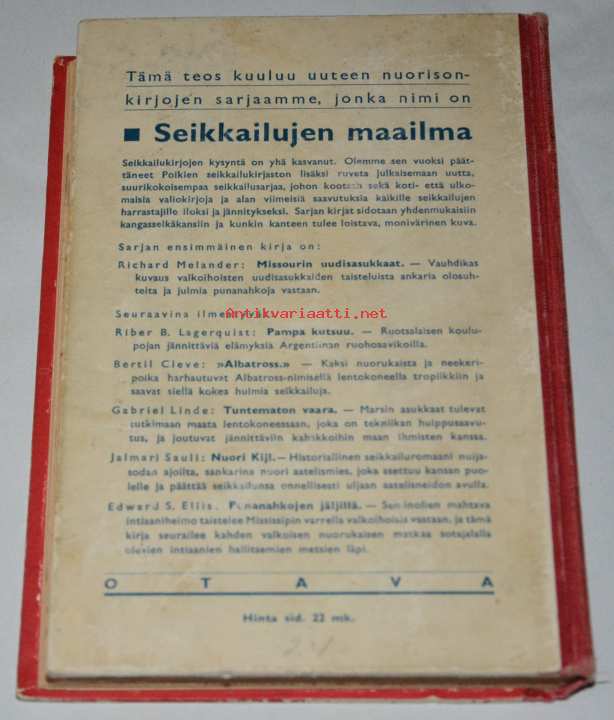 Tämä teos kuuluu uuteen nuorison-
kirjojen sarjaamme, jonka nimi on
■ Seikkailujen maailma
Seikkailukirjojen kysyntä on yhä kasvanut. Olemme sen vuoksi päät-
täneet Poikien seikkailukirjaston lisäksi ruveta julkaisemaan uutta,
suurikokoisempaa seikkailusarjaa, johon kootaan sekä koti- että ulko-
maisia valiokirjoja ja alan viimeisiä saavutuksia kaikille seikkailujen
harrastajille iloksi ja jännitykseksi. Sarjan kirjat sidotaan yhdenmukaisiin
kangasselkäkansiin ja kunkin kanteen tulee loistava, monivärinen kuva.
Sarjan ensimmäinen kirja on:
Richard Melander: Missourin uudisasukkaat. — Vauhdikas
kuvaus valkoihoisten uudisasukkaiden taisteluista ankaria olosuh-
teita ja julmia punanahkoja vastaan.
Seuraavina
Antikvariaatti.net
Riber B. Lagerquist: Pampa kutsuu. — Ruotsalaisen koulu-
pojan jännittäviä elämyksiä Argentiinan ruohosavikoilla.
Bertil Cleve: »Albatross.» — Kaksi nuorukaista ja neekeri-
poika harhautuvat Albatross-nimisellä lentokoneella tropiikkiin ja
saavat siellä kokea huimia seikkailuja.
Gabriel Linde: Tuntematon vaara. — Marsin asukkaat tulevat
tutkimaan maata lentokoneessaan, joka on tekniikan huippusaavu-
tus, ja joutuvat jännittäviin kahakkoihin maan ihmisten kanssa.
Jalmari Sauli: Nuori Kijl. — Historiallinen seikkailuromaani nuija-
sodan ajoilta, sankarina nuori aatelismies, joka asettuu kansan puo-
lelle ja päättää seikkailunsa onnellisesti uljaan aatelisneidon avulla.
Edward S. Ellis. Punanahkojen jäljillä. — Seminolien mahtava
intiaaniheimo taistelee Mississipin varrella valkoihoisia vastaan, ja tämä
kirja seurailee kahden valkoisen nuorukaisen matkaa sotajalalla
olevien intiaanien hallitsemien metsien läpi.
OTAVA
Hinta sid. 22 mk.